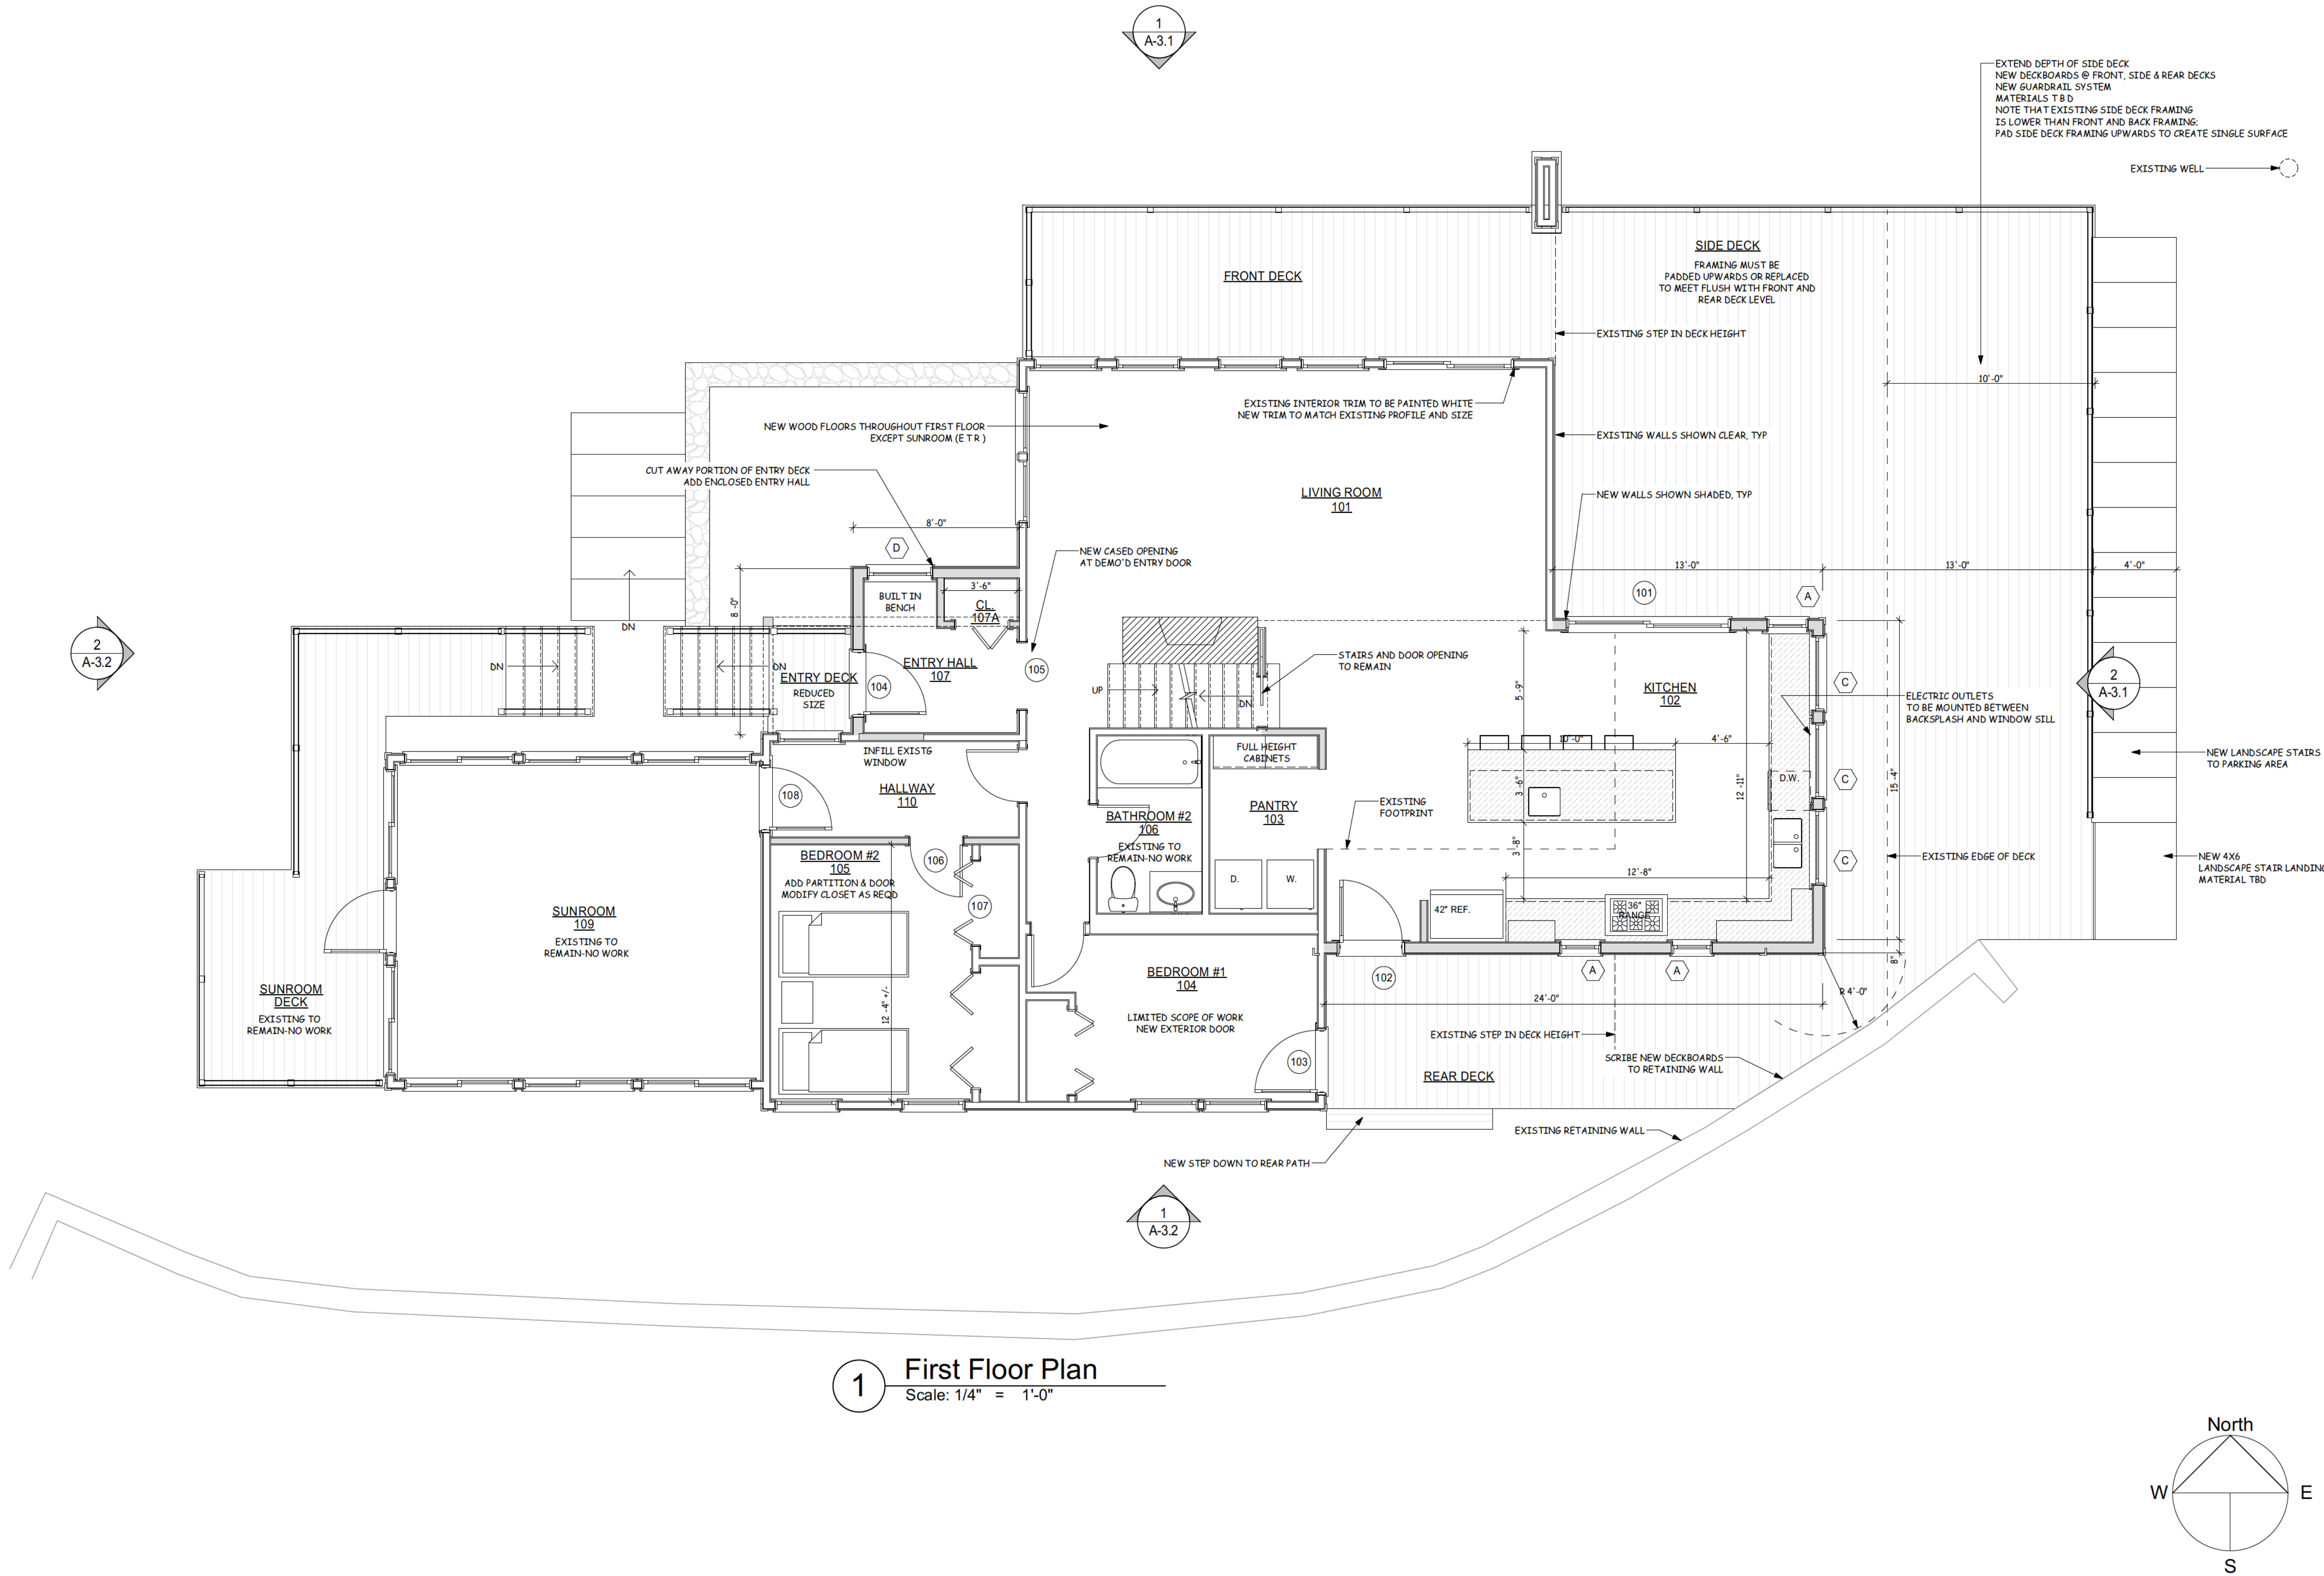 1
A-3.1
EXTEND DEPTH OF SIDE DECK
NEW DECKBOARDS @ FRONT, SIDE & REAR DECKS
NEW GUARDRAIL SYSTEM
MATERIALS T B D
NOTE THAT EXISTING SIDE DECK FRAMING
IS LOWER THAN FRONT AND BACK FRAMING;
PAD SIDE DECK FRAMING UPWARDS TO CREATE SINGLE SURFACE
EXISTING WELL
SIDE DECK
FRAMING MUST BE
PADDED UPWARDS OR REPLACED
TO MEET FLUSH WITH FRONT AND
REAR DECK LEVEL
FRONT DECK
EXISTING STEP IN DECK HEIGHT
10'-0"
EXISTING INTERIOR TRIM TO BE PAINTED WHITE
NEW TRIM TO MATCH EXISTING PROFILE AND SIZE
NEW WOOD FLOORS THROUGHOUT FIRST FLOOR
EXCEPT SUNROOM (E T R )
EXISTING WALLS SHOWN CLEAR, TYP
CUT AWAY PORTION OF ENTRY DECK
ADD ENCLOSED ENTRY HALL
LIVING ROOM
101
NEW WALLS SHOWN SHADED, TYP
8'-0"
D
NEW CASED OPENING
AT DEMO'D ENTRY DOOR
13'-0"
13'-0"
4'-0"
3'-6"
BUILT IN
BENCH
CL.
107A
8 -0"
101
A
DN
2
A-3.2
DN
DN
ENTRY DECK
REDUCED
SIZE
104
ENTRY HALL
107
105
STAIRS AND DOOR OPENING
TO REMAIN
UP
DN
5 -9"
KITCHEN
102
C
2
A-3.1
ELECTRIC OUTLETS
TO BE MOUNTED BETWEEN
BACKSPLASH AND WINDOW SILL
INFILL EXISTG
WINDOW
FULL HEIGHT
CABINETS
10'-0"
4'-6"
NEW LANDSCAPE STAIRS
TO PARKING AREA
108
HALLWAY
110
3 -6"
12 -11"
D.W.
C
15 -4"
BATHROOM #2
106
EXISTING TO
REMAIN-NO WORK
PANTRY
103
EXISTING
FOOTPRINT
3 -8"
BEDROOM #2
105
ADD PARTITION & DOOR
MODIFY CLOSET AS REQD
106
107
D.
W.
12'-8"
C
EXISTING EDGE OF DECK
NEW 4X6
LANDSCAPE STAIR LANDING
MATERIAL TBD
SUNROOM
109
EXISTING TO
REMAIN-NO WORK
42" REF.
36"
RANGE
8"
SUNROOM
DECK
EXISTING TO
REMAIN-NO WORK
12 -4" +/-
BEDROOM #1
104
LIMITED SCOPE OF WORK
NEW EXTERIOR DOOR
102
A
A
24'-0"
R 4'-0"
103
EXISTING STEP IN DECK HEIGHT
REAR DECK
SCRIBE NEW DECKBOARDS
TO RETAINING WALL
EXISTING RETAINING WALL
NEW STEP DOWN TO REAR PATH
1
A-3.2
1
First Floor Plan
Scale: 1/4" = 1'-0"
North
W
E
S